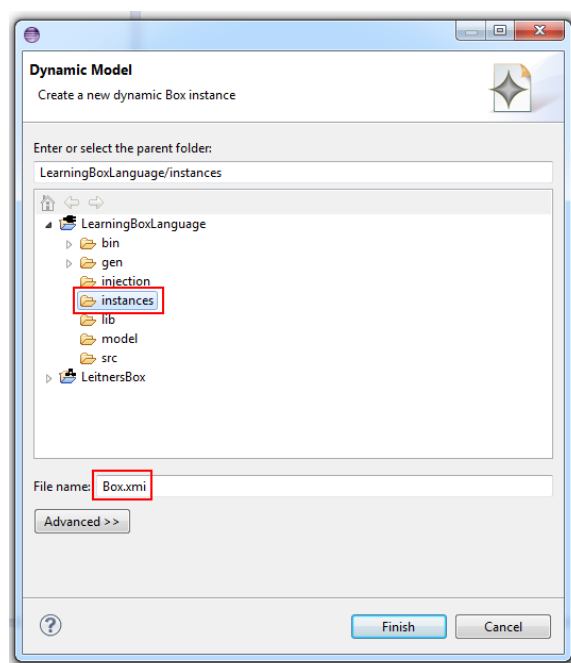 Dynamic Model
Create a new dynamic Box instance
Enter or select the parent folder:
LearningBoxLanguage/instances
LearningBoxLanguage
bin
gen
injection
instances
lib
model
src
LeitnersBox
File name: Box.xmi
Advanced >>
? Finish Cancel